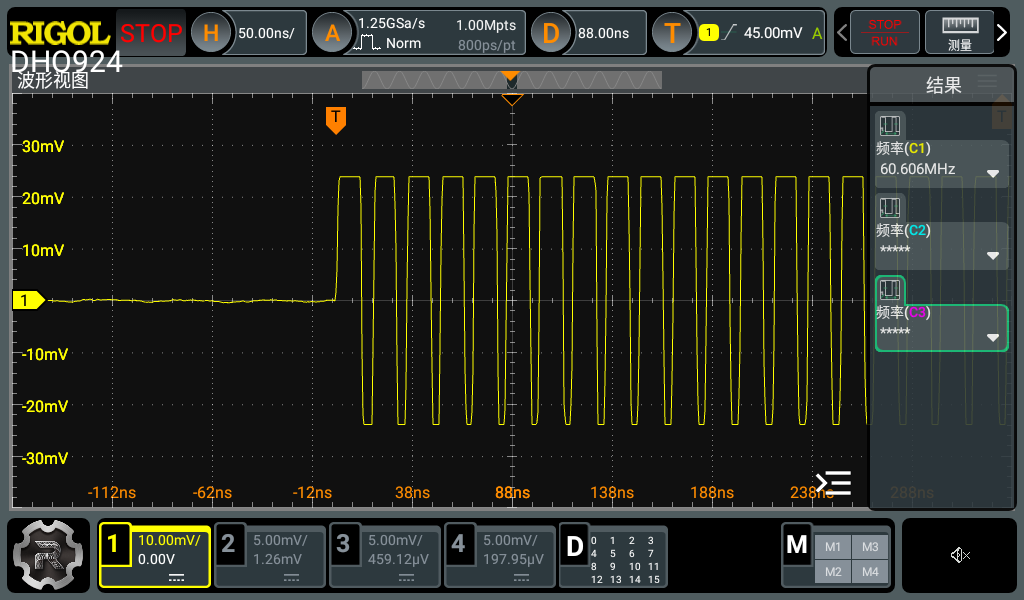 RIGOL STOP H 50.00ns/ A 1.25GSa/s 1.00Mpts D 88.00ns T 1 45.00mV A STOP
Norm 800pts/pt RUN 测量
DHO924
波形视图
结果
T
T
30mV
频率(C1)
60.606MHz
20mV
频率(C2)
*****
10mV
1
频率(C3)
*****
-10mV
-20mV
-30mV
-112ns -62ns -12ns 38ns 88ns 138ns 188ns 238ns 288ns
1 10.00mV/ 2 5.00mV/ 3 5.00mV/ 4 5.00mV/ D 0 1 2 3 M M1 M3
0.00V 1.26mV 459.12µV 197.95µV 4 5 6 7
8 9 10 11 M2 M4
12 13 14 15